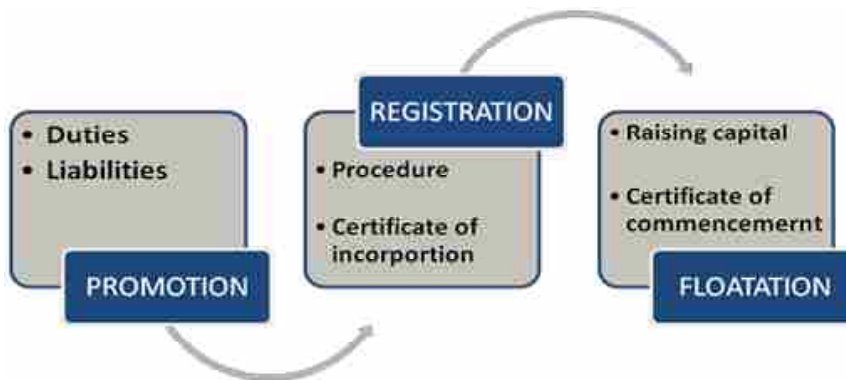 • Duties
• Liabilities
PROMOTION
REGISTRATION
• Procedure
• Certificate of
incorportion
• Raising capital
• Certificate of
commencemernt
FLOATATION